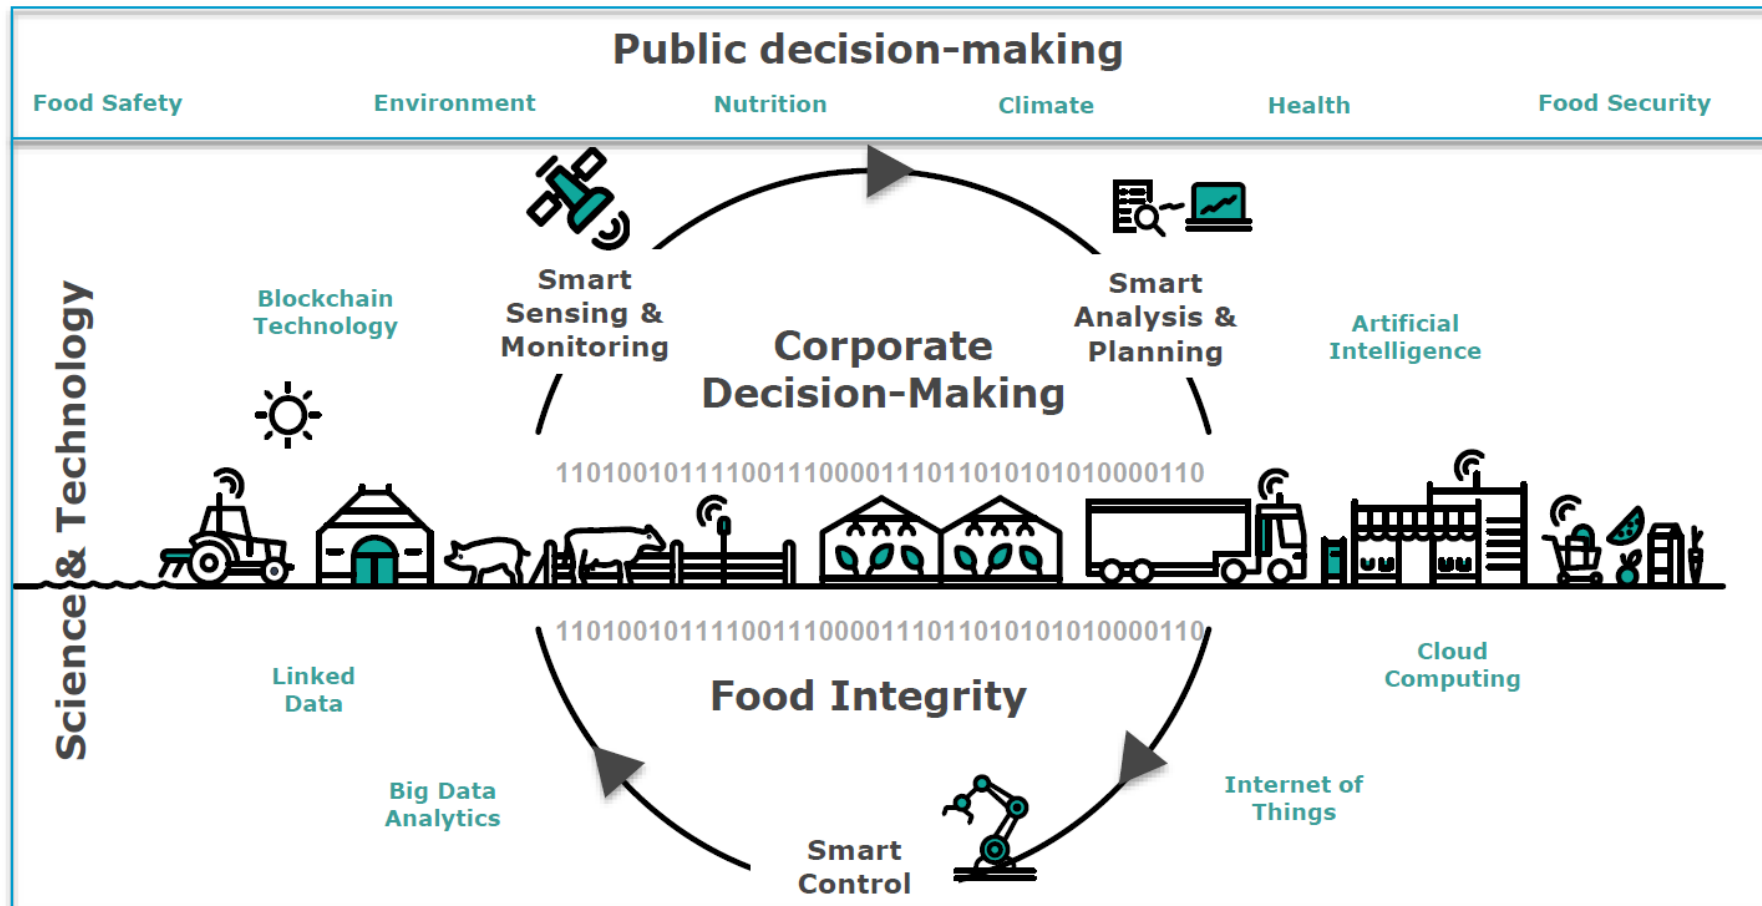 Public decision-making
Food Safety
Environment
Nutrition
Climate
Health
Food Security
Science & Technology
Smart
Sensing &
Monitoring
Smart
Analysis &
Planning
Blockchain
Technology
Corporate
Decision-Making
Artificial
Intelligence
110100101111001110000111011010101010000110
110100101111001110000111011010101010000110
Linked
Data
Food Integrity
Cloud
Computing
Big Data
Analytics
Internet of
Things
Smart
Control